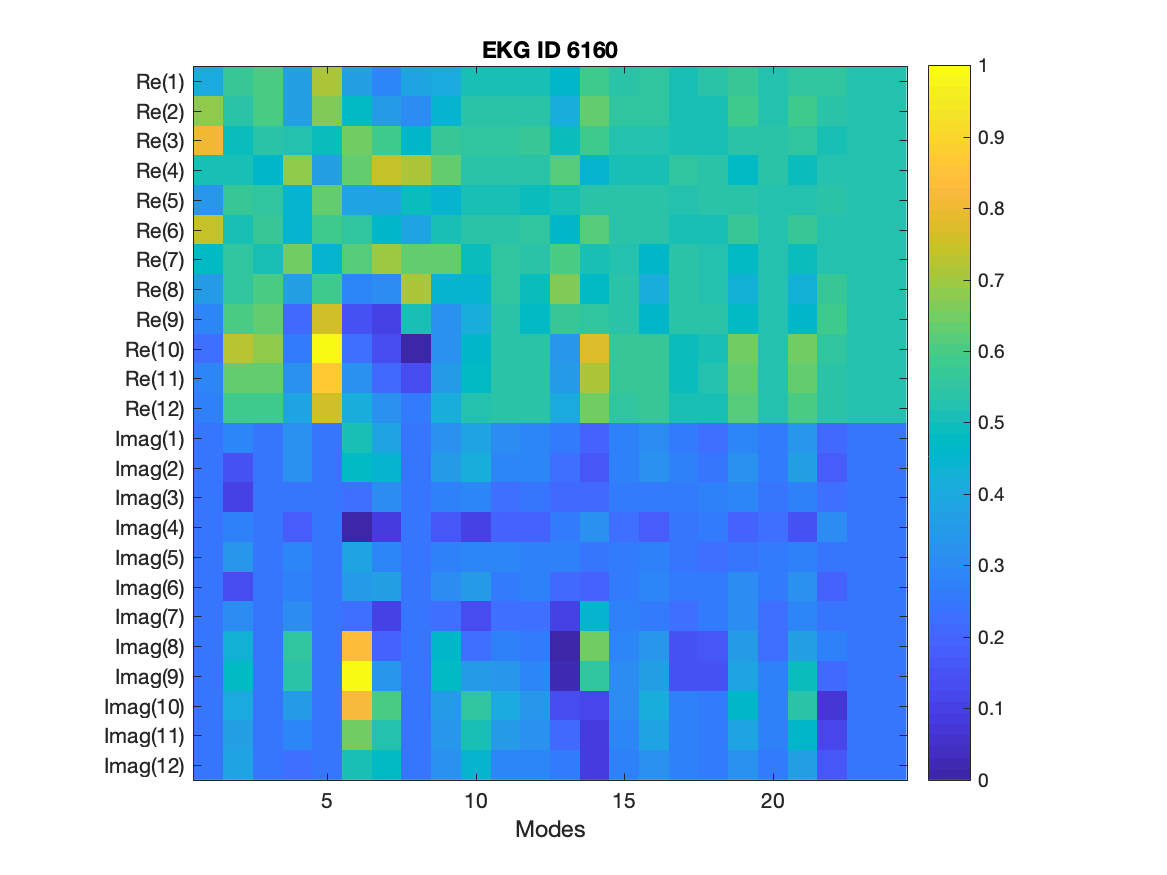 EKG ID 6160
Re(1)
Re(2)
Re(3)
Re(4)
Re(5)
Re(6)
Re(7)
Re(8)
Re(9)
Re(10)
Re(11)
Re(12)
Imag(1)
Imag(2)
Imag(3)
Imag(4)
Imag(5)
Imag(6)
Imag(7)
Imag(8)
Imag(9)
Imag(10)
Imag(11)
Imag(12)
5 10 15 20
Modes
1
0.9
0.8
0.7
0.6
0.5
0.4
0.3
0.2
0.1
0